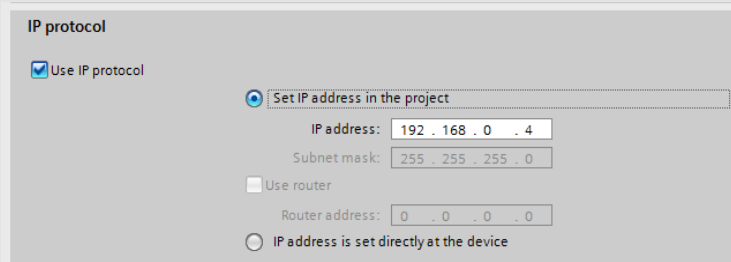 IP protocol
Use IP protocol
Set IP address in the project
IP address: 192 . 168 . 0 . 4
Subnet mask: 255 . 255 . 255 . 0
Use router
Router address: 0 . 0 . 0 . 0
IP address is set directly at the device